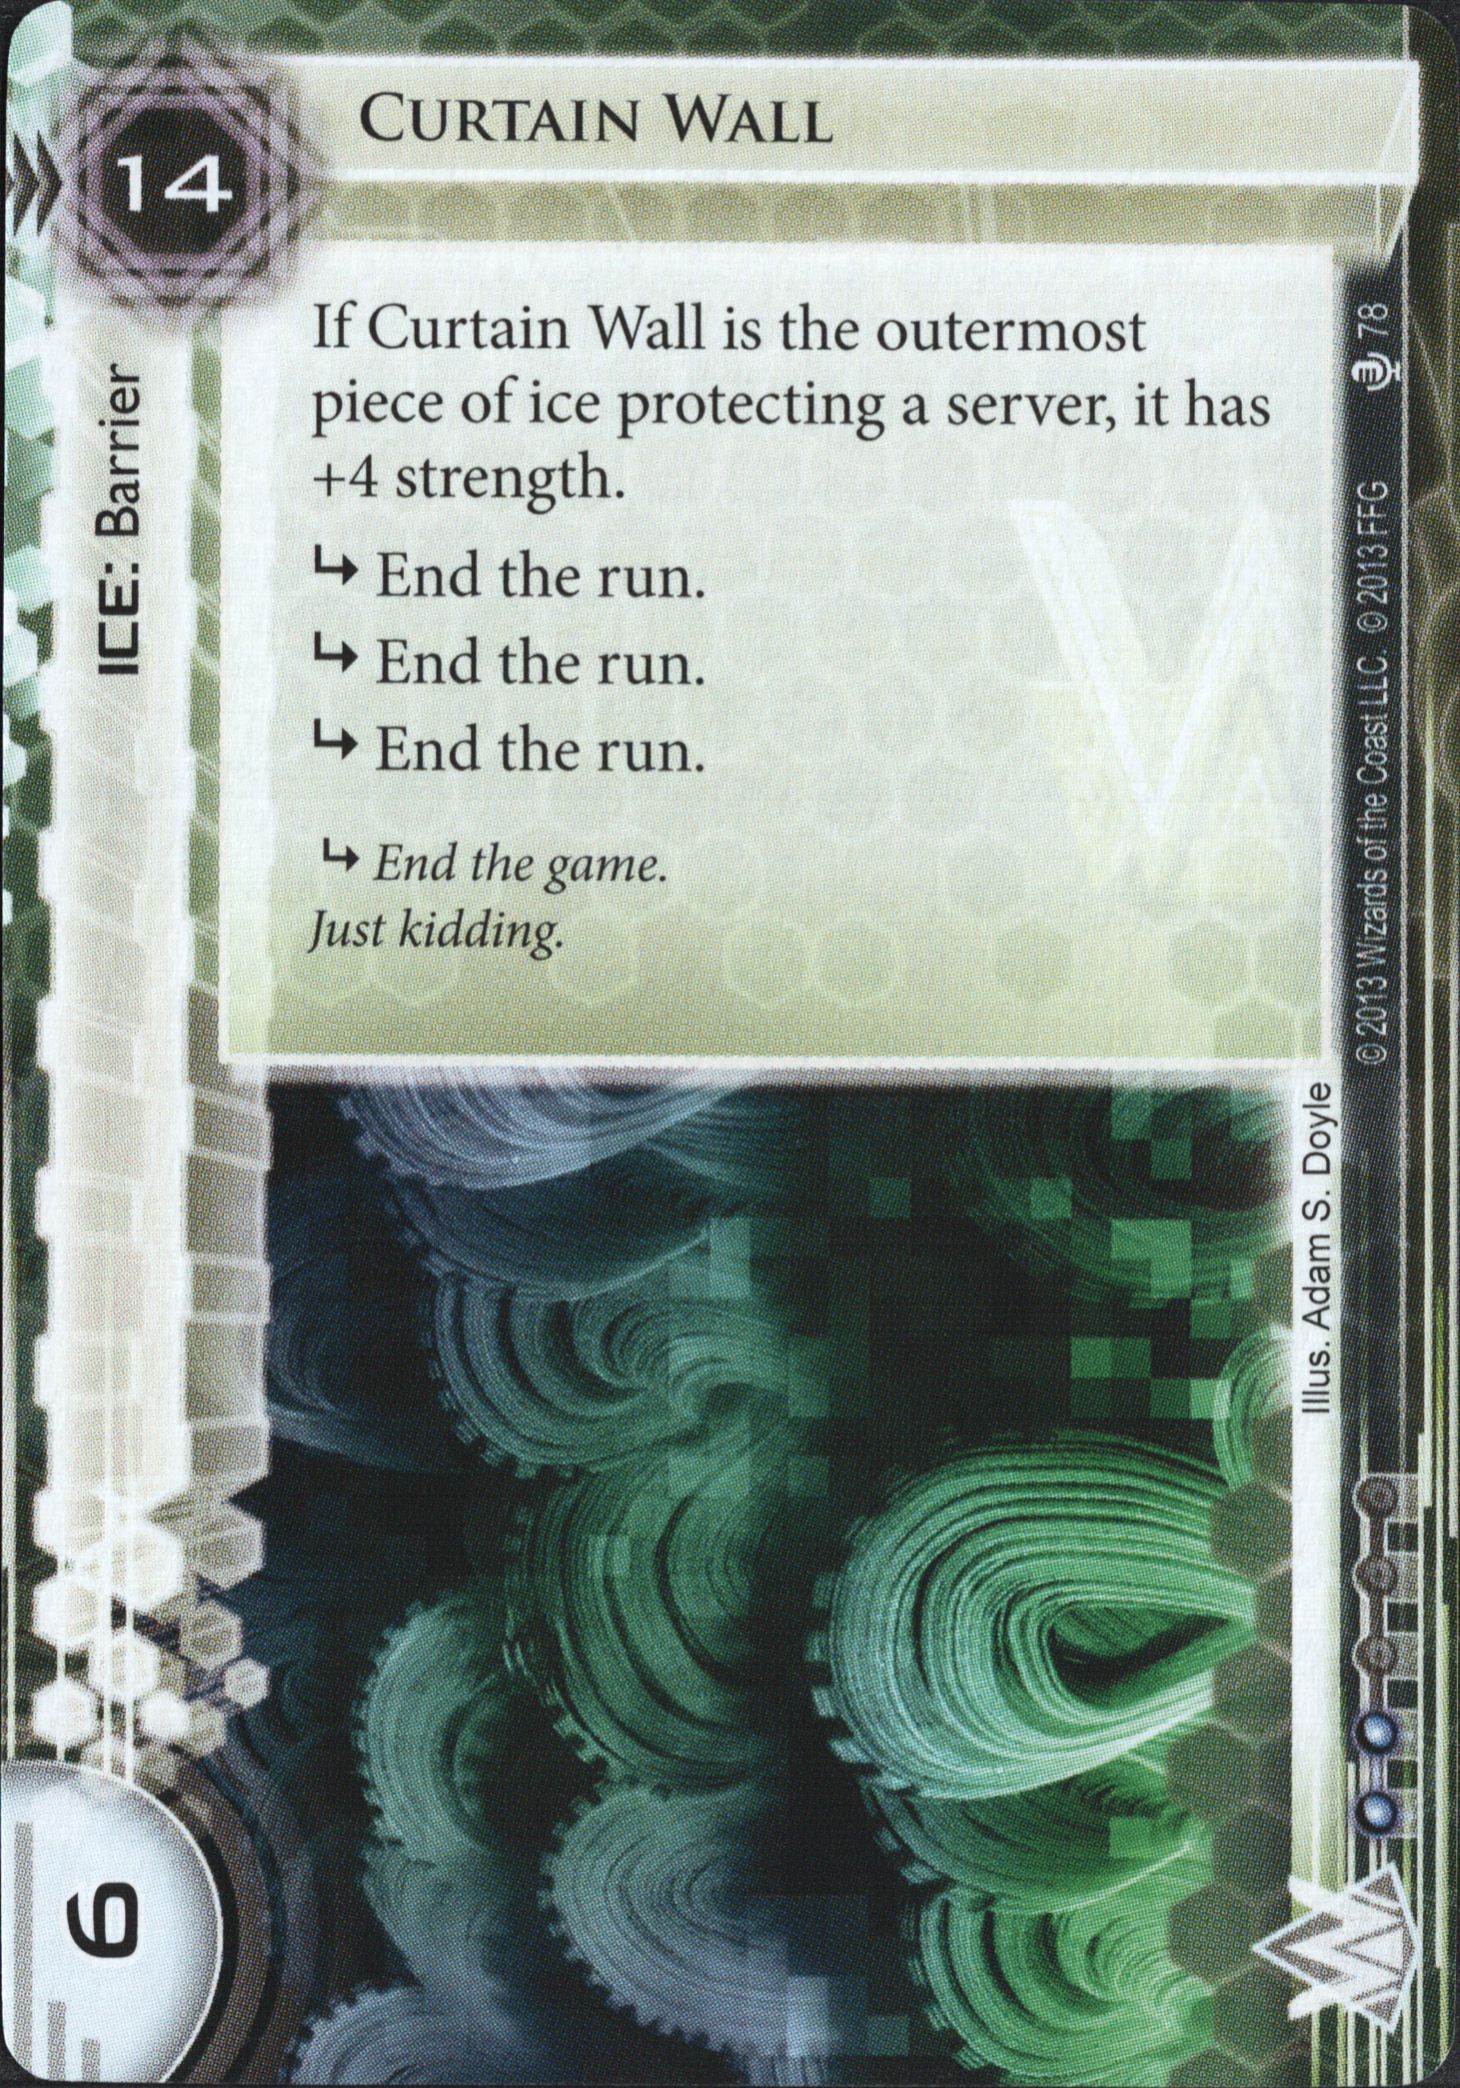 CURTAIN WALL
14
ICE: Barrier
If Curtain Wall is the outermost
piece of ice protecting a server, it has
+4 strength.
↳ End the run.
↳ End the run.
↳ End the run.
↳ End the game.
Just kidding.
Illus. Adam S. Doyle
© 2013 Wizards of the Coast LLC. © 2013 FFG 78
6